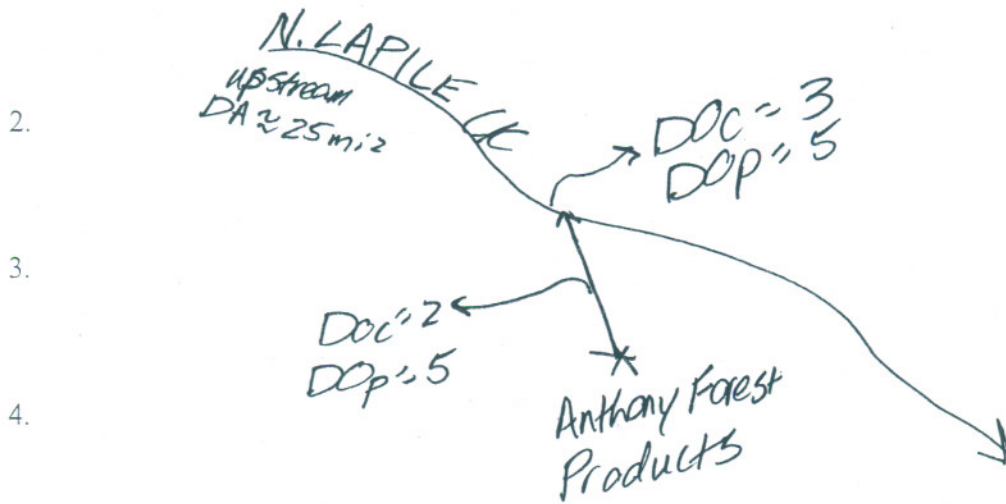 N. LAPILE CK
upstream
DA ≈ 25 mi2
2.
DOc = 3
DOp = 5
3.
DOc = 2
DOp = 5
4.
Anthony Forest
Products